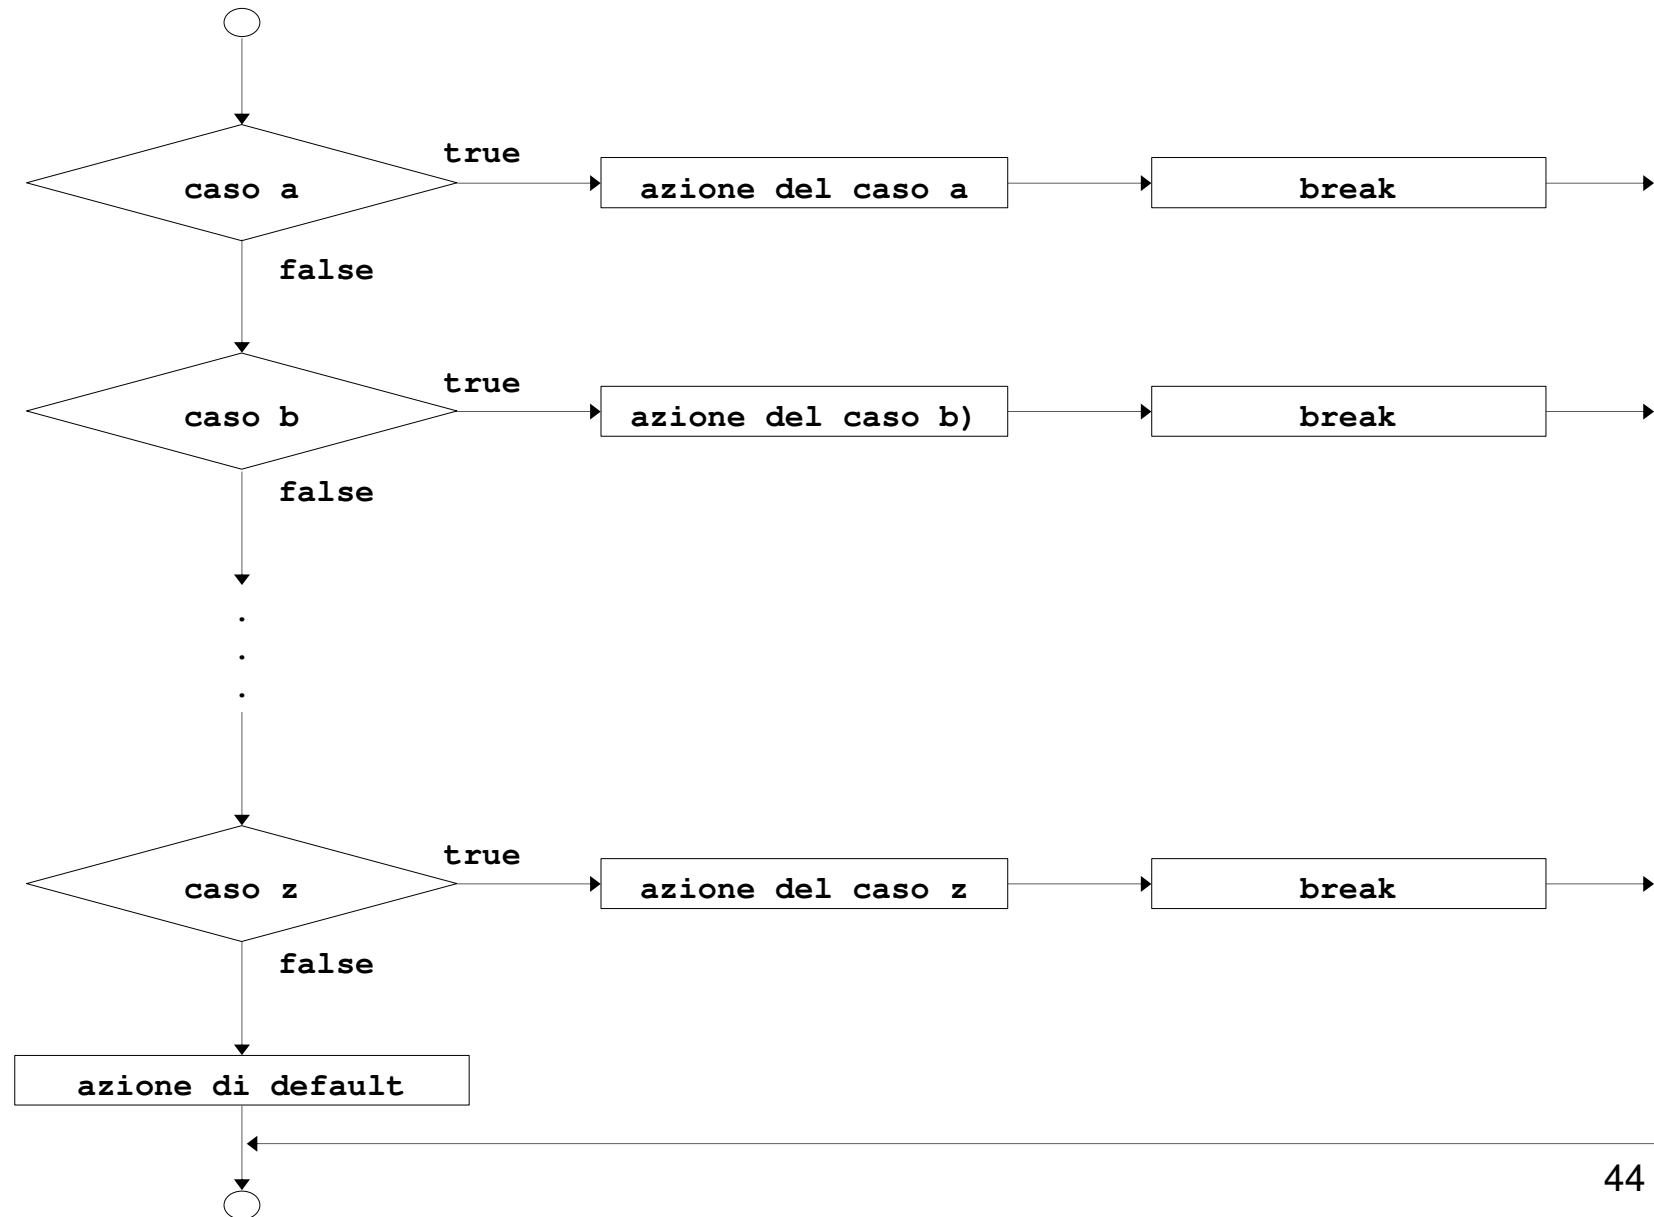 true
caso a
azione del caso a
break
false
true
caso b
azione del caso b)
break
false
.
.
.
true
caso z
azione del caso z
break
false
azione di default
44